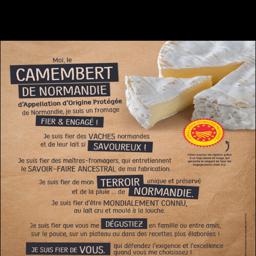 Moi, le
CAMEMBERT
DE NORMANDIE
d'Appellation d'Origine Protégée
de Normandie, je suis un fromage
FIER & ENGAGÉ !
Je suis fier des VACHES normandes
et de leur lait si SAVOUREUX !
Je suis fier des maîtres-fromagers, qui entretiennent
le SAVOIR-FAIRE ANCESTRAL de ma fabrication.
Je suis fier de mon TERROIR unique et préservé
et de la pluie ... de NORMANDIE.
Je suis fier d'être MONDIALEMENT CONNU,
au lait cru et moulé à la louche.
Je suis fier que vous me DÉGUSTIEZ en famille ou entre amis,
sur le pouce, sur un plateau ou dans des recettes plus élaborées !
JE SUIS FIER DE VOUS, qui défendez l'exigence et l'excellence
quand vous me choisissez !